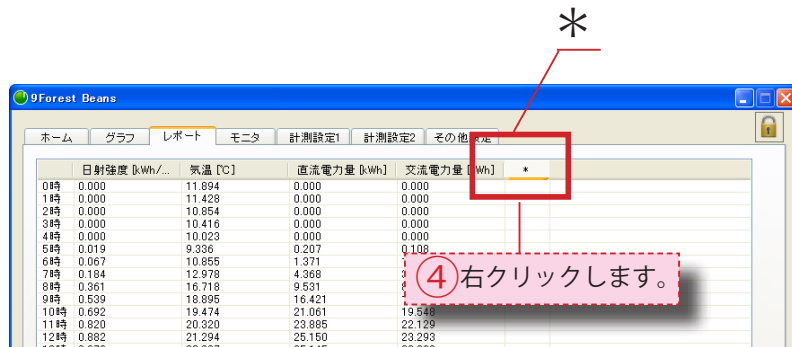 *
9Forest Beans
ホーム グラフ レポート モニタ 計測設定1 計測設定2 その他設定
日射強度 [kWh/... 気温 [℃] 直流電力量 [kWh] 交流電力量 [kWh] *
0時 0.000 11.894 0.000 0.000
1時 0.000 11.428 0.000 0.000
2時 0.000 10.854 0.000 0.000
3時 0.000 10.416 0.000 0.000
4時 0.000 10.023 0.000 0.000
5時 0.019 9.336 0.207 0.108
6時 0.067 10.855 1.371
7時 0.184 12.978 4.368
8時 0.361 16.718 9.531
④右クリックします。
9時 0.539 18.895 16.421
10時 0.692 19.474 21.061 19.548
11時 0.820 20.320 23.885 22.129
12時 0.882 21.294 25.150 23.293